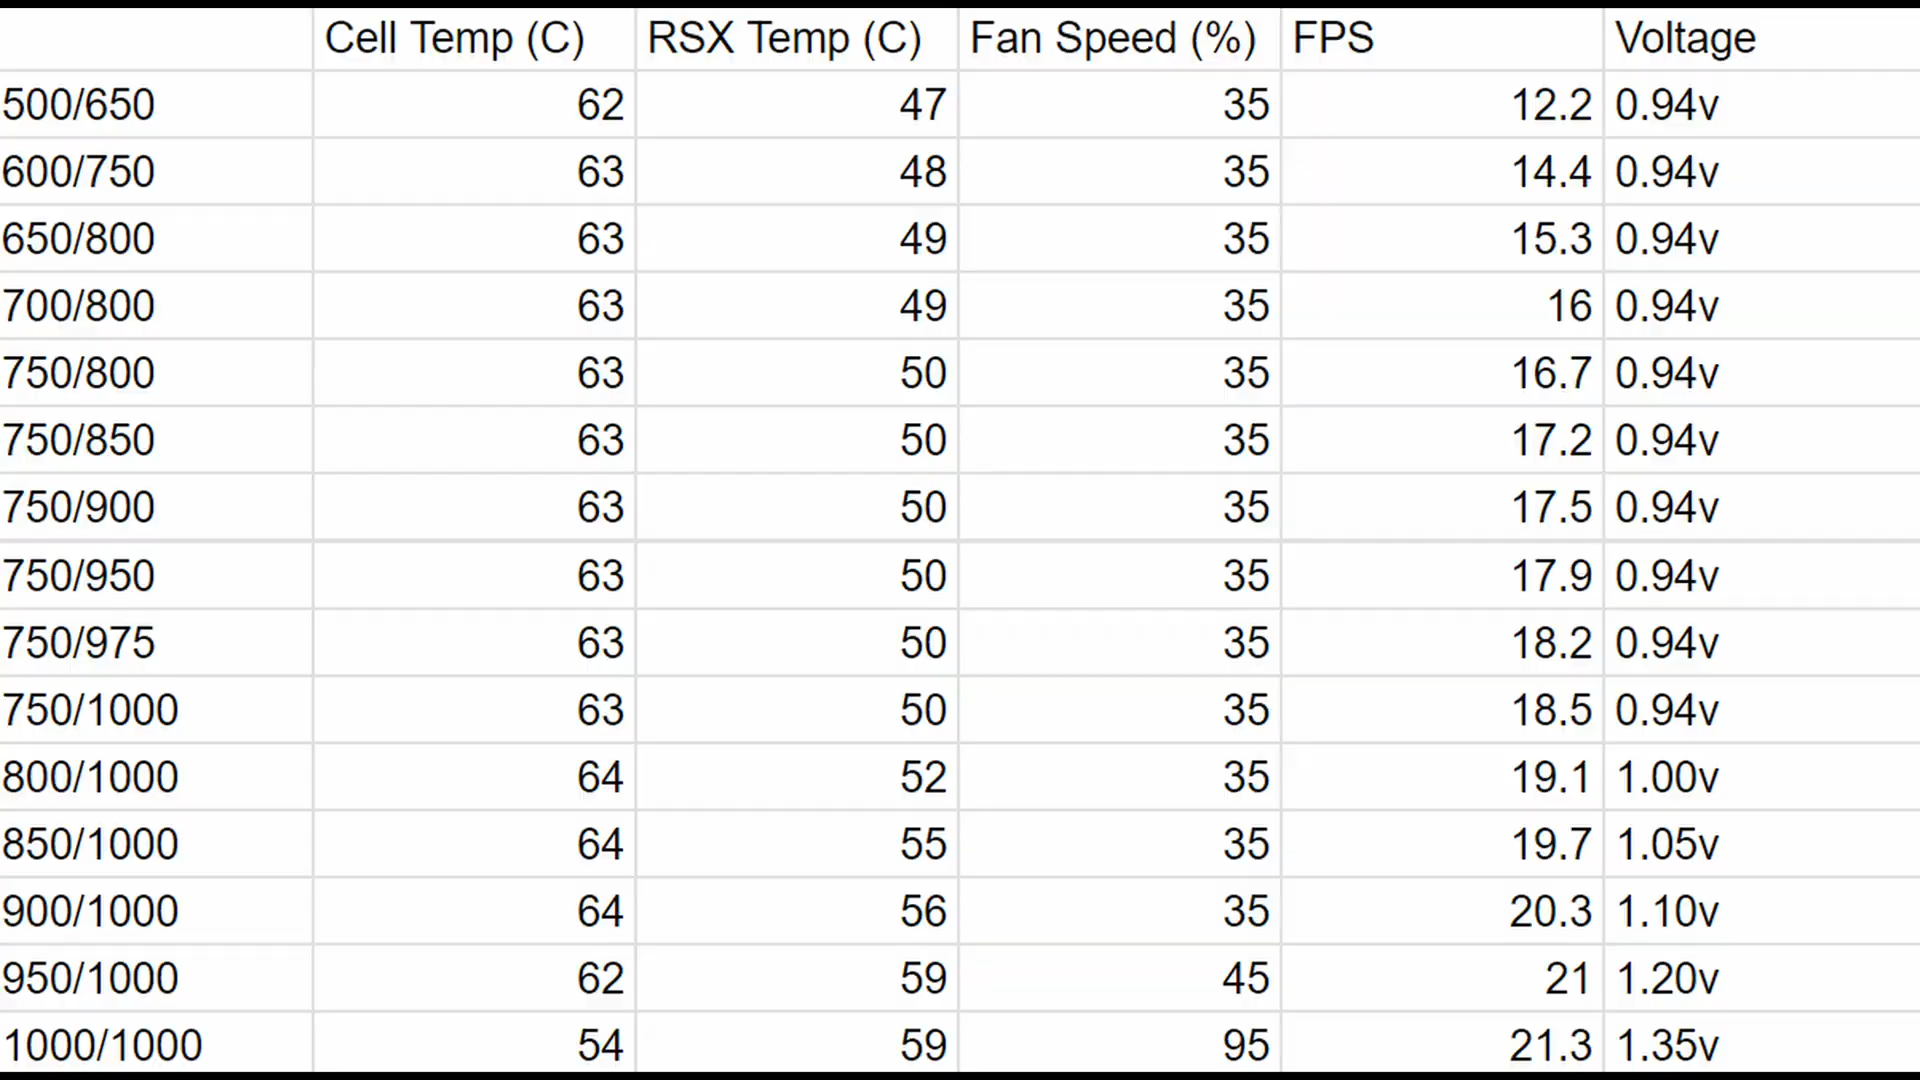 Cell Temp (C) RSX Temp (C) Fan Speed (%) FPS Voltage
500/650 62 47 35 12.2 0.94v
600/750 63 48 35 14.4 0.94v
650/800 63 49 35 15.3 0.94v
700/800 63 49 35 16 0.94v
750/800 63 50 35 16.7 0.94v
750/850 63 50 35 17.2 0.94v
750/900 63 50 35 17.5 0.94v
750/950 63 50 35 17.9 0.94v
750/975 63 50 35 18.2 0.94v
750/1000 63 50 35 18.5 0.94v
800/1000 64 52 35 19.1 1.00v
850/1000 64 55 35 19.7 1.05v
900/1000 64 56 35 20.3 1.10v
950/1000 62 59 45 21 1.20v
1000/1000 54 59 95 21.3 1.35v